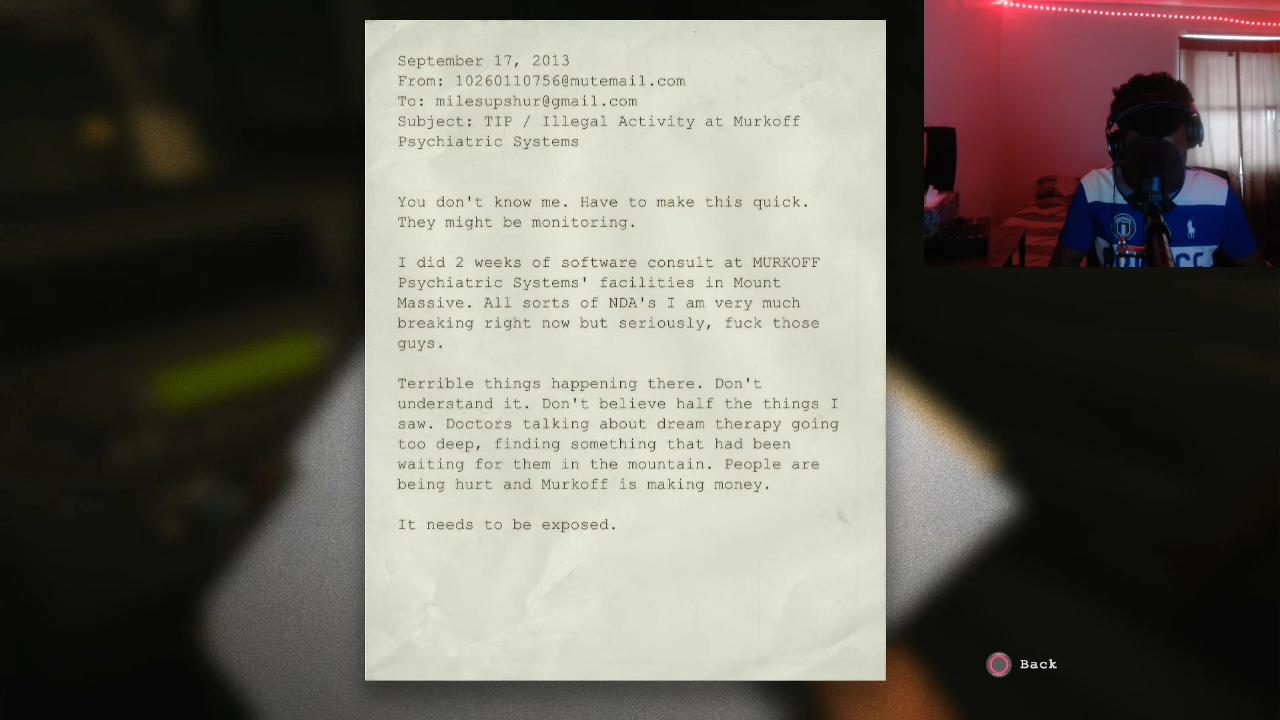 September 17, 2013
From: 10260110756@mutemail.com
To: milesupshur@gmail.com
Subject: TIP / Illegal Activity at Murkoff
Psychiatric Systems
You don't know me. Have to make this quick.
They might be monitoring.
I did 2 weeks of software consult at MURKOFF
Psychiatric Systems' facilities in Mount
Massive. All sorts of NDA's I am very much
breaking right now but seriously, fuck those
guys.
Terrible things happening there. Don't
understand it. Don't believe half the things I
saw. Doctors talking about dream therapy going
too deep, finding something that had been
waiting for them in the mountain. People are
being hurt and Murkoff is making money.
It needs to be exposed.
Back